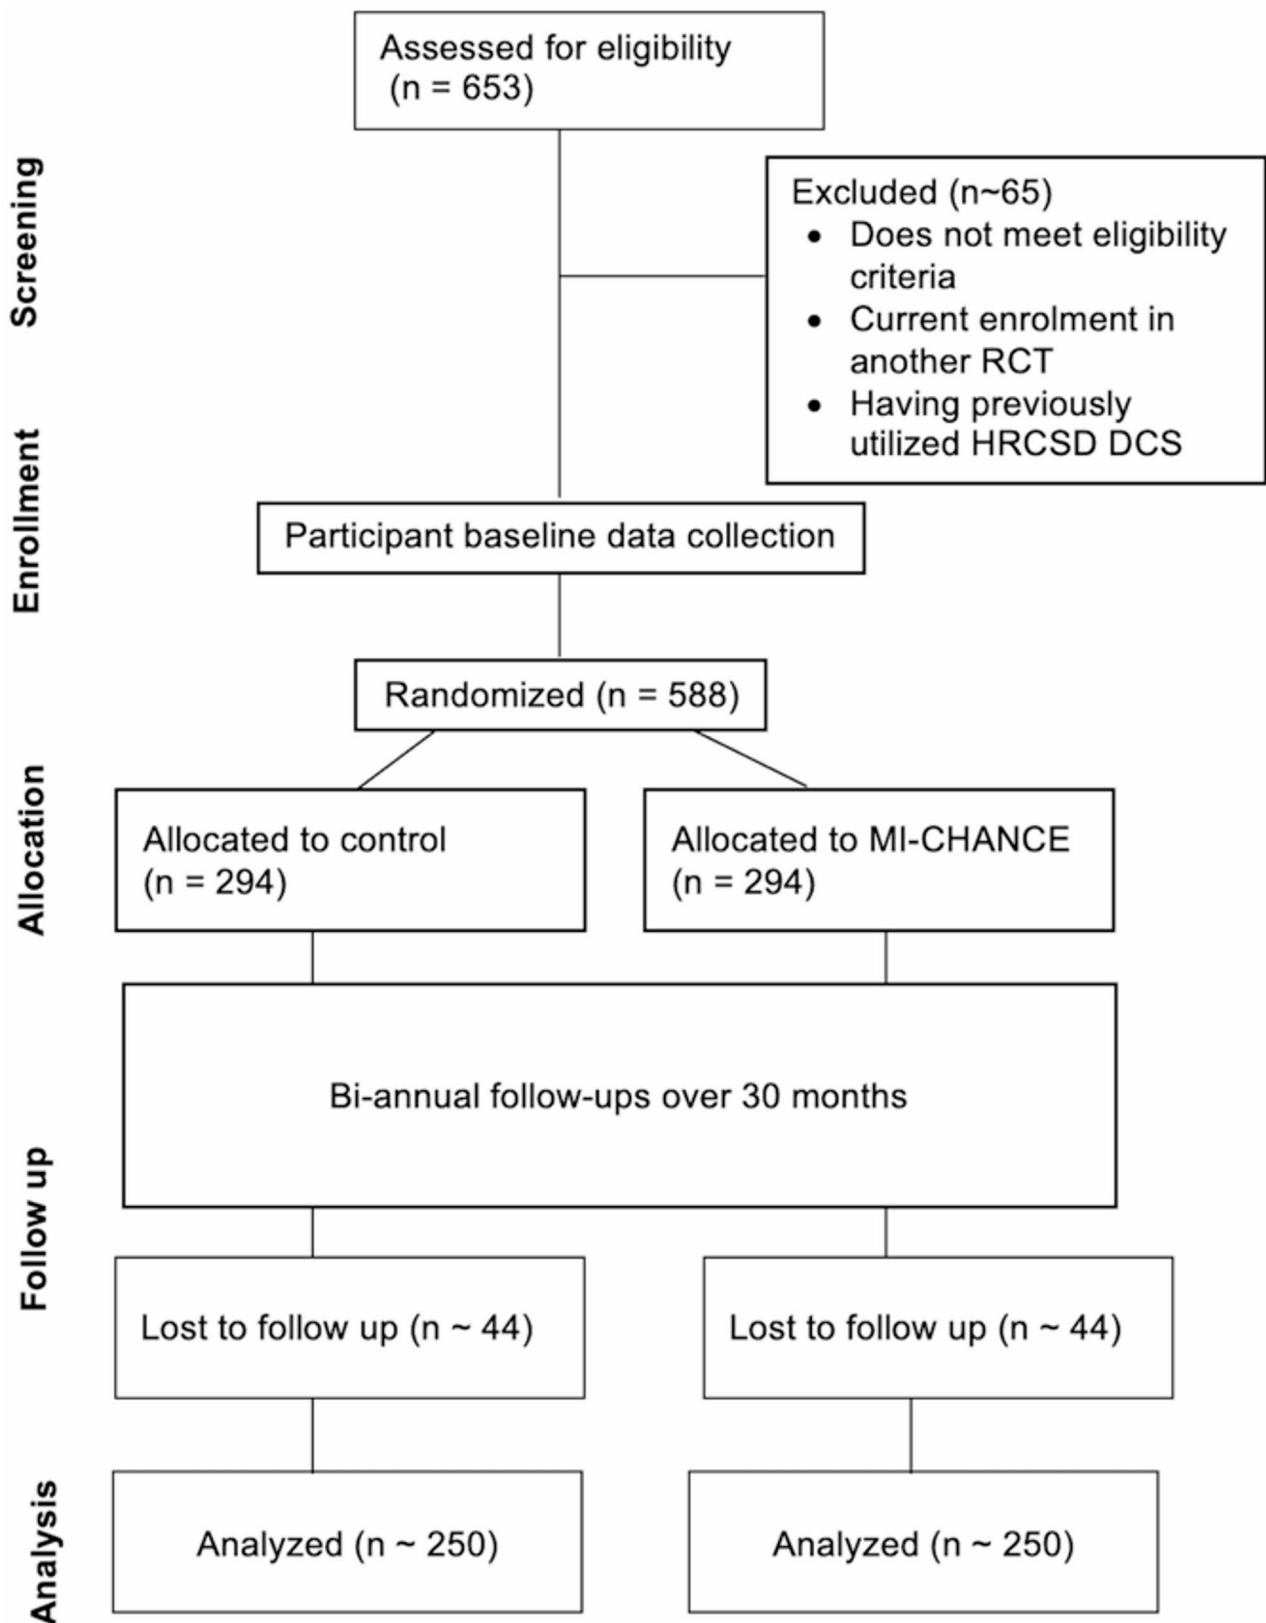 Assessed for eligibility
(n = 653)
Screening
Excluded (n~65)
• Does not meet eligibility
criteria
• Current enrolment in
another RCT
• Having previously
utilized HRCSD DCS
Enrollment
Participant baseline data collection
Randomized (n = 588)
Allocation
Allocated to control
(n = 294)
Allocated to MI-CHANCE
(n = 294)
Bi-annual follow-ups over 30 months
Follow up
Lost to follow up (n ~ 44)
Lost to follow up (n ~ 44)
Analysis
Analyzed (n ~ 250)
Analyzed (n ~ 250)